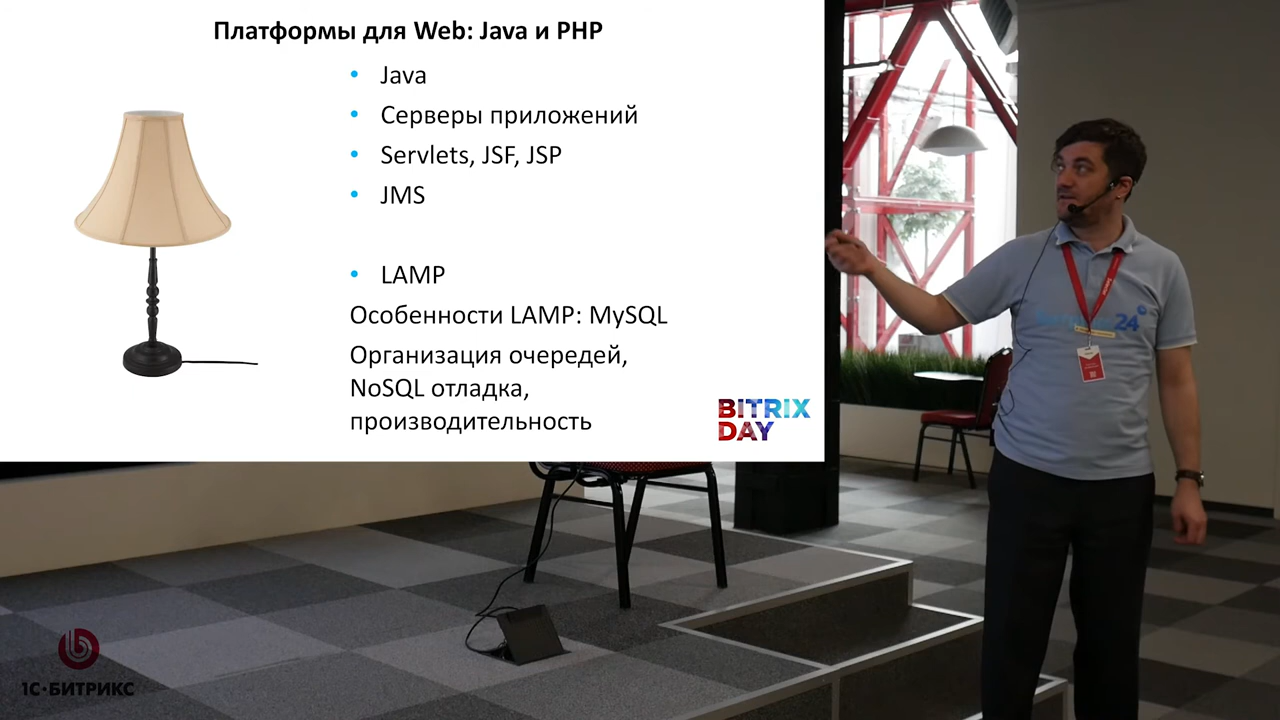 Платформы для Web: Java и PHP
Java
Серверы приложений
Servlets, JSF, JSP
JMS
LAMP
Особенности LAMP: MySQL
Организация очередей,
NoSQL отладка,
производительность
BITRIX
DAY
24
1С·БИТРИКС